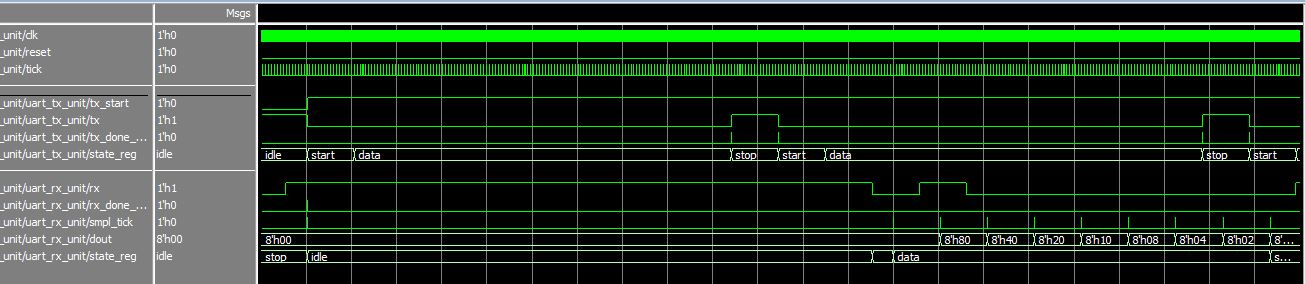 Msgs
_unit/clk 1'h0
_unit/reset 1'h0
_unit/tick 1'h0
_unit/uart_tx_unit/tx_start 1'h0
_unit/uart_tx_unit/tx 1'h1
_unit/uart_tx_unit/tx_done_... 1'h0
_unit/uart_tx_unit/state_reg idle idle start data stop start data stop start
_unit/uart_rx_unit/rx 1'h1
_unit/uart_rx_unit/rx_done_... 1'h0
_unit/uart_rx_unit/smpl_tick 1'h0
_unit/uart_rx_unit/dout 8'h00 8'h00 8'h80 8'h40 8'h20 8'h10 8'h08 8'h04 8'h02 8'...
_unit/uart_rx_unit/state_reg idle stop idle data s...